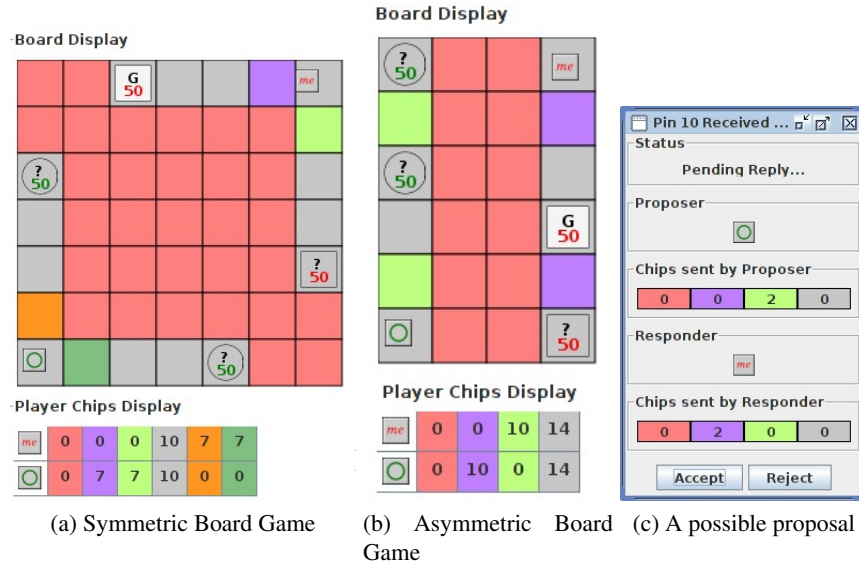 Board Display
G
50
me
?
50
?
50
?
50
Player Chips Display
me 0 0 0 10 7 7
0 7 7 10 0 0
(a) Symmetric Board Game
Board Display
?
50
me
?
50
G
50
?
50
Player Chips Display
me 0 0 10 14
0 10 0 14
(b) Asymmetric Board
Game
Pin 10 Received ...
Status
Pending Reply...
Proposer
Chips sent by Proposer
0 0 2 0
Responder
me
Chips sent by Responder
0 2 0 0
Accept Reject
(c) A possible proposal